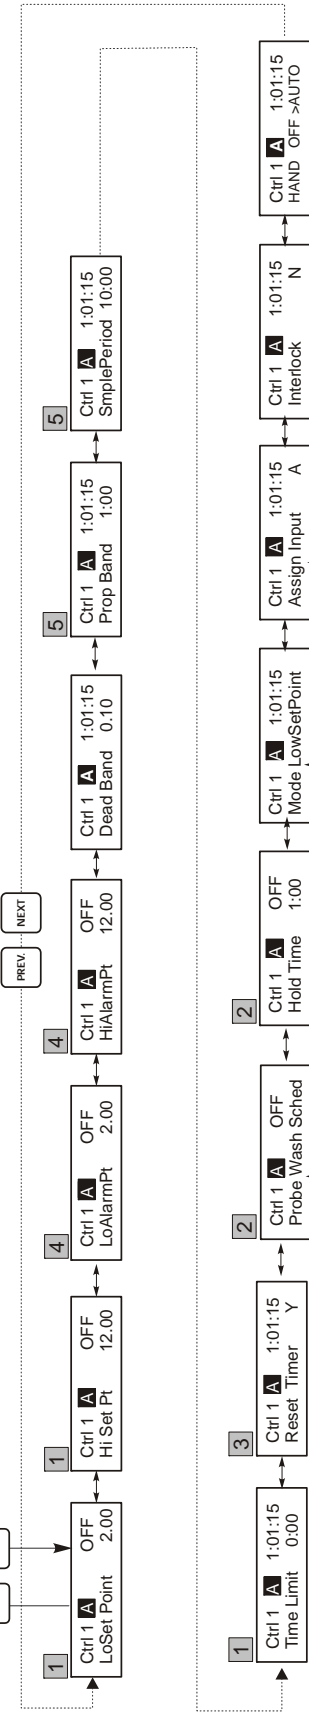 PREV. NEXT
1
Ctrl 1 A OFF
LoSet Point 2.00
1
Ctrl 1 A OFF
Hi Set Pt 12.00
4
Ctrl 1 A OFF
LoAlarmPt 2.00
4
Ctrl 1 A OFF
HiAlarmPt 12.00
Ctrl 1 A 1:01:15
Dead Band 0.10
5
Ctrl 1 A 1:01:15
Prop Band 1:00
5
Ctrl 1 A 1:01:15
SmplePeriod 10:00
1
Ctrl 1 A 1:01:15
Time Limit 0:00
3
Ctrl 1 A 1:01:15
Reset Timer Y
2
Ctrl 1 A OFF
Probe Wash Sched
2
Ctrl 1 A OFF
Hold Time 1:00
Ctrl 1 A 1:01:15
Mode LowSetPoint
Ctrl 1 A 1:01:15
Assign Input A
Ctrl 1 A 1:01:15
Interlock N
Ctrl 1 A 1:01:15
HAND OFF >AUTO